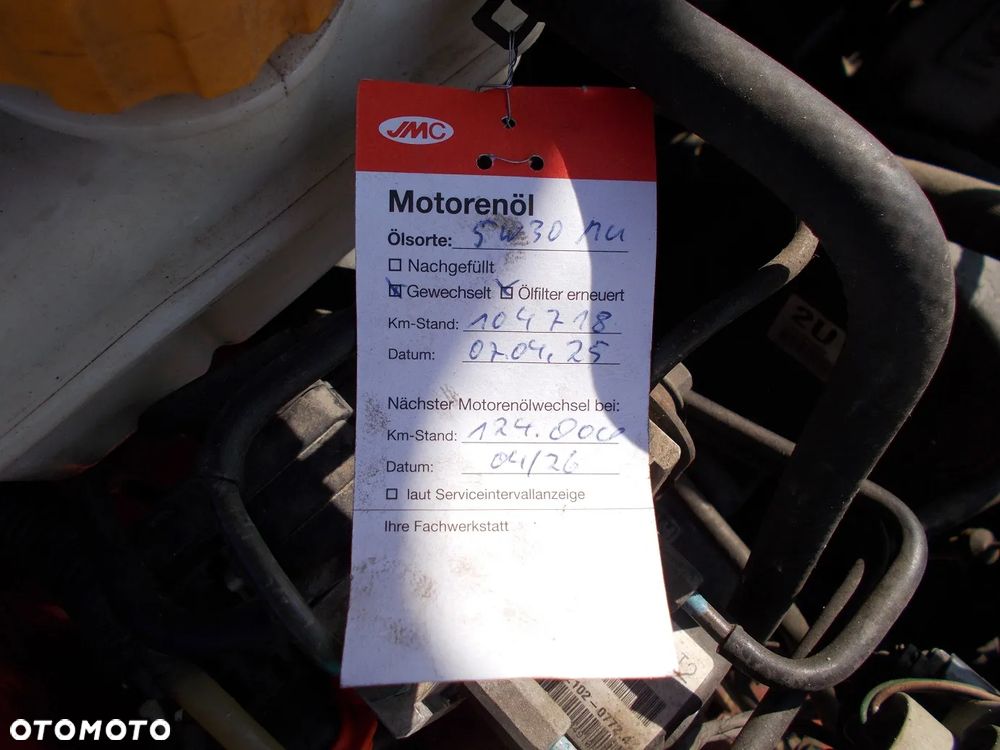 JMC
Motorenöl
Ölsorte: 5W30
Nachgefüllt
Gewechselt Ölfilter erneuert
Km-Stand: 104718
Datum: 07.04.25
Nächster Motorenölwechsel bei:
Km-Stand: 124.000
Datum: 04/26
laut Serviceintervallanzeige
Ihre Fachwerkstatt
2U
OTOMOTO